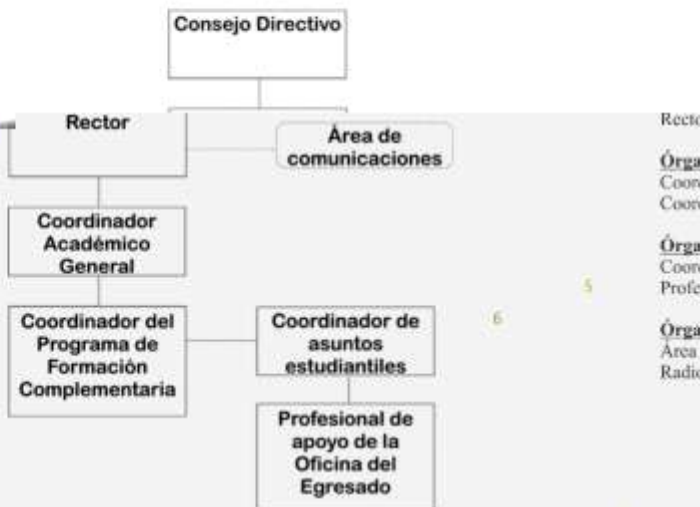 Consejo Directivo
Rector
Área de
comunicaciones
Coordinador
Académico
General
Coordinador del
Programa de
Formación
Complementaria
Coordinador de
asuntos
estudiantiles
Profesional de
apoyo de la
Oficina del
Egresado
6
5
Área